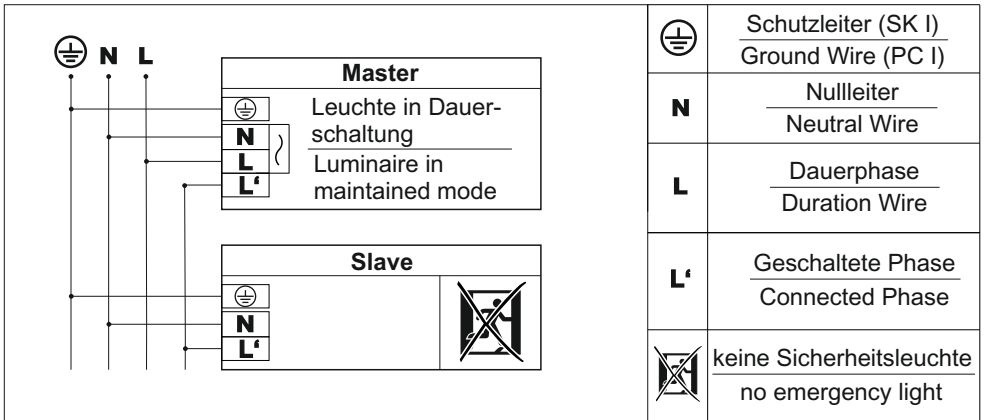 N L
Master
Leuchte in Dauer-
schaltung
Luminaire in
maintained mode
N
L
L‘
Slave
N
L‘
Schutzleiter (SK I)
Ground Wire (PC I)
N
Nullleiter
Neutral Wire
L
Dauerphase
Duration Wire
L‘
Geschaltete Phase
Connected Phase
keine Sicherheitsleuchte
no emergency light